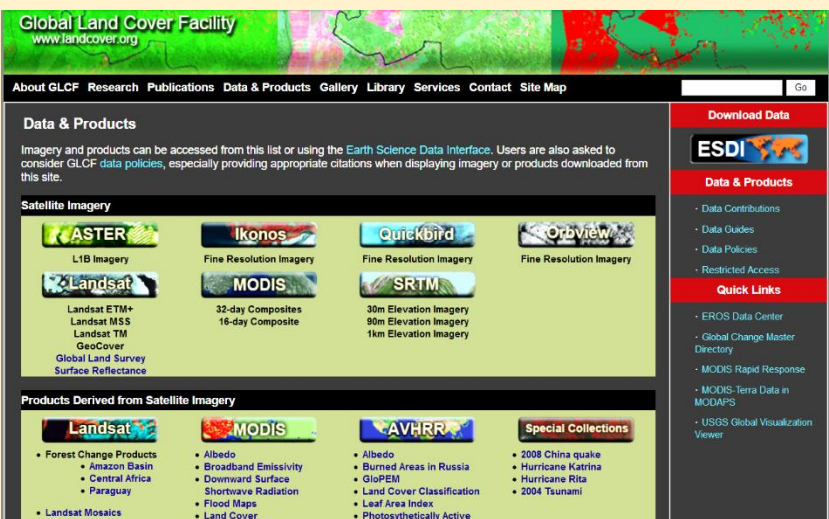 Global Land Cover Facility
www.landcover.org
About GLCF Research Publications Data & Products Gallery Library Services Contact Site Map
Go
Data & Products
Imagery and products can be accessed from this list or using the Earth Science Data Interface. Users are also asked to
consider GLCF data policies, especially providing appropriate citations when displaying imagery or products downloaded from
this site.
Satellite Imagery
ASTER
L1B Imagery
Ikonos
Fine Resolution Imagery
Quickbird
Fine Resolution Imagery
Orbview
Fine Resolution Imagery
Landsat
Landsat ETM+
Landsat MSS
Landsat TM
GeoCover
Global Land Survey
Surface Reflectance
MODIS
32-day Composites
16-day Composite
SRTM
30m Elevation Imagery
90m Elevation Imagery
1km Elevation Imagery
Products Derived from Satellite Imagery
Landsat
• Forest Change Products
• Amazon Basin
• Central Africa
• Paraguay
• Landsat Mosaics
MODIS
• Albedo
• Broadband Emissivity
• Downward Surface
Shortwave Radiation
• Flood Maps
• Land Cover
AVHRR
• Albedo
• Burned Areas in Russia
• GloPEM
• Land Cover Classification
• Leaf Area Index
• Photosythetically Active
Special Collections
• 2008 China quake
• Hurricane Katrina
• Hurricane Rita
• 2004 Tsunami
Download Data
ESDI
Data & Products
· Data Contributions
· Data Guides
· Data Policies
· Restricted Access
Quick Links
· EROS Data Center
· Global Change Master
Directory
· MODIS Rapid Response
· MODIS-Terra Data in
MODAPS
· USGS Global Visualization
Viewer